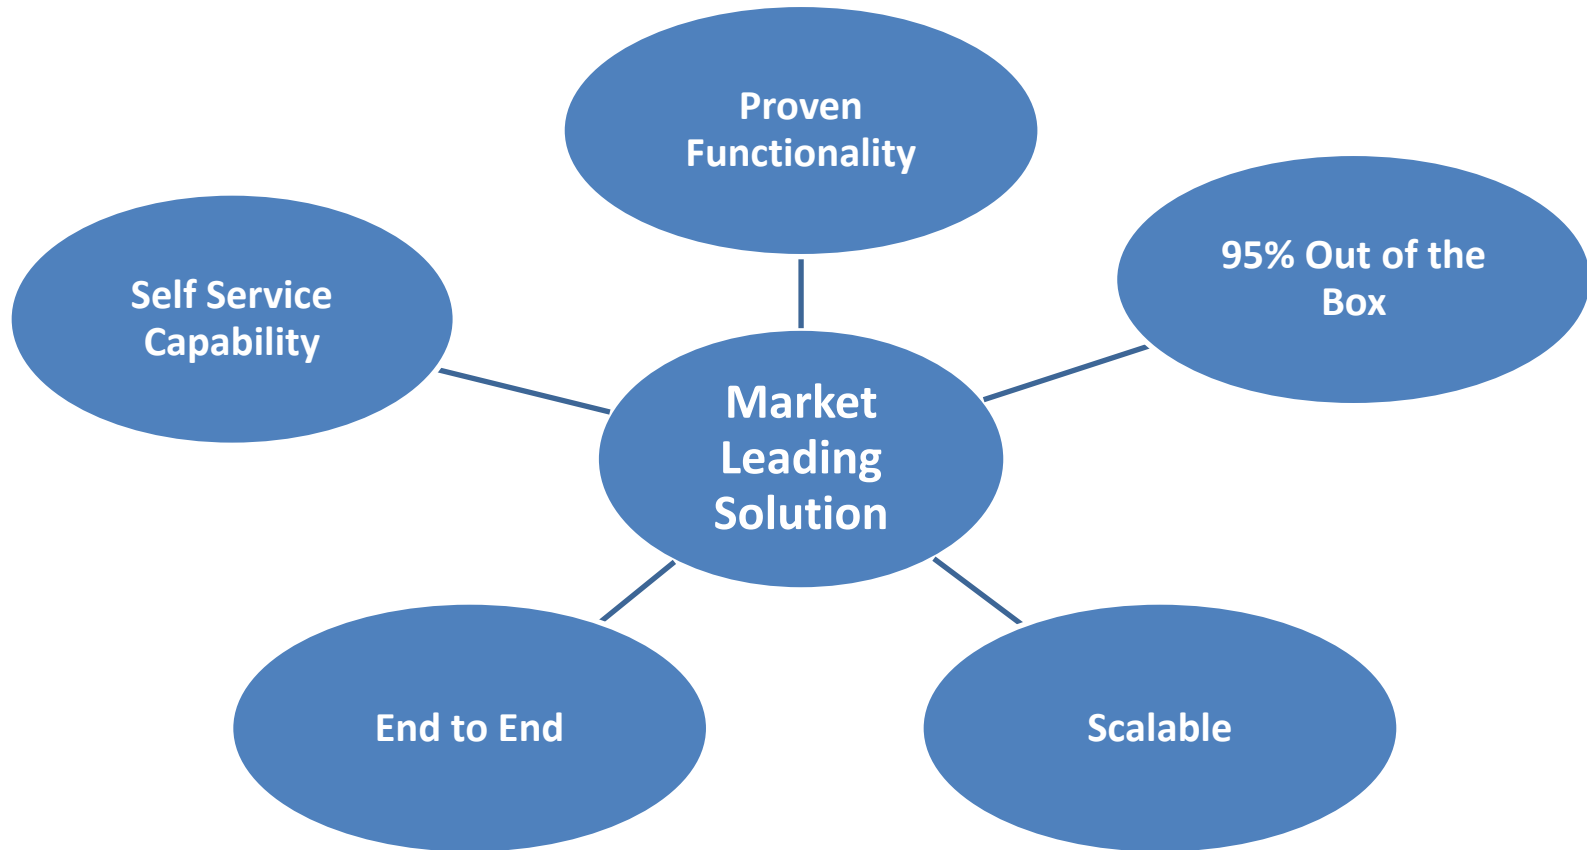 Proven
Functionality
95% Out of the
Box
Self Service
Capability
Market
Leading
Solution
End to End
Scalable